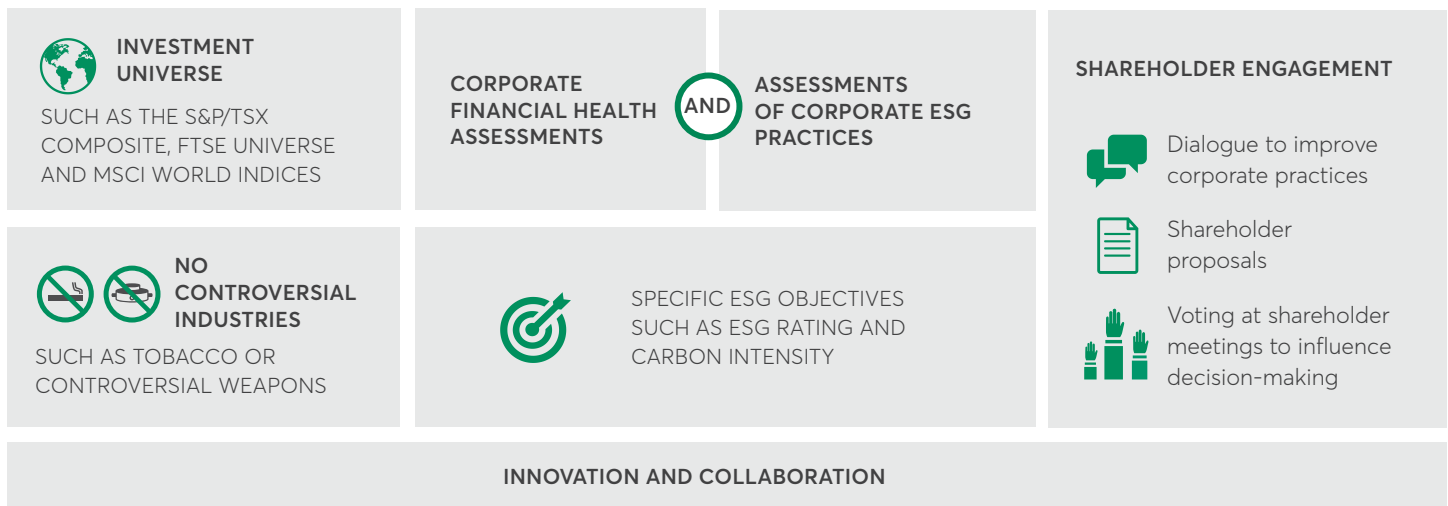 INVESTMENT
UNIVERSE
SUCH AS THE S&P/TSX
COMPOSITE, FTSE UNIVERSE
AND MSCI WORLD INDICES
NO
CONTROVERSIAL
INDUSTRIES
SUCH AS TOBACCO OR
CONTROVERSIAL WEAPONS
CORPORATE
FINANCIAL HEALTH
ASSESSMENTS
AND
ASSESSMENTS
OF CORPORATE ESG
PRACTICES
SPECIFIC ESG OBJECTIVES
SUCH AS ESG RATING AND
CARBON INTENSITY
SHAREHOLDER ENGAGEMENT
Dialogue to improve
corporate practices
Shareholder
proposals
Voting at shareholder
meetings to influence
decision-making
INNOVATION AND COLLABORATION